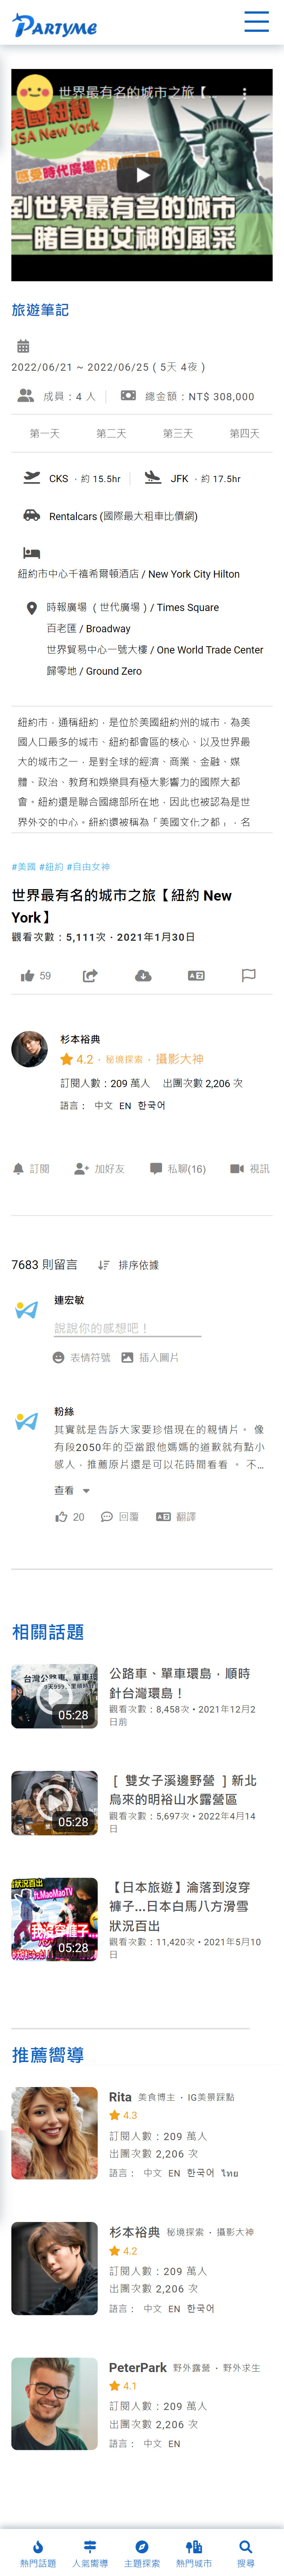 PARTYME
世界最有名的城市之旅【...
美國紐約
USA New York
感受時代廣場的
到世界最有名的城市
一睹自由女神的風采
旅遊筆記
2022/06/21 ~ 2022/06/25 ( 5天 4夜 )
成員：4 人 總金額：NT$ 308,000
第一天 第二天 第三天 第四天
CKS ・約 15.5hr JFK ・約 17.5hr
Rentalcars (國際最大租車比價網)
紐約市中心千禧希爾頓酒店 / New York City Hilton
時報廣場 （ 世代廣場 ) / Times Square
百老匯 / Broadway
世界貿易中心一號大樓 / One World Trade Center
歸零地 / Ground Zero
紐約市，通稱紐約，是位於美國紐約州的城市，為美
國人口最多的城市、紐約都會區的核心、以及世界最
大的城市之一，是對全球的經濟、商業、金融、媒
體、政治、教育和娛樂具有極大影響力的國際大都
會。紐約還是聯合國總部所在地，因此也被認為是世
界外交的中心。紐約還被稱為「美國文化之都」，名
#美國 #紐約 #自由女神
世界最有名的城市之旅【 紐約 New
York 】
觀看次數：5,111次・2021年1月30日
59
杉本裕典
4.2 ・ 秘境探索 ・ 攝影大神
訂閱人數：209 萬人 出團次數 2,206 次
語言： 中文 EN 한국어
訂閱 加好友 私聊(16) 視訊
7683 則留言 排序依據
連宏敏
說說你的感想吧！
表情符號 插入圖片
粉絲
其實就是告訴大家要珍惜現在的親情片。 像
有段2050年的亞當跟他媽媽的道歉就有點小
感人，推薦原片還是可以花時間看看 。 不...
查看
20 回覆 翻譯
相關話題
05:28
公路車、單車環島，順時
針台灣環島！
觀看次數：8,458次・2021年12月2
日前
05:28
［ 雙女子溪邊野營 ］新北
烏來的明裕山水露營區
觀看次數：5,697次・2022年4月14
日
狀況百出
ft.MaoMaoTV
05:28
【日本旅遊】淪落到沒穿
褲子...日本白馬八方滑雪
狀況百出
觀看次數：11,420次・2021年5月10
日
推薦嚮導
Rita 美食博主 ・ IG美景踩點
4.3
訂閱人數：209 萬人
出團次數 2,206 次
語言： 中文 EN 한국어 ไทย
杉本裕典 秘境探索 ・ 攝影大神
4.2
訂閱人數：209 萬人
出團次數 2,206 次
語言： 中文 EN 한국어
PeterPark 野外露營 ・ 野外求生
4.1
訂閱人數：209 萬人
出團次數 2,206 次
語言： 中文 EN
熱門話題 人氣嚮導 主題探索 熱門城市 搜尋